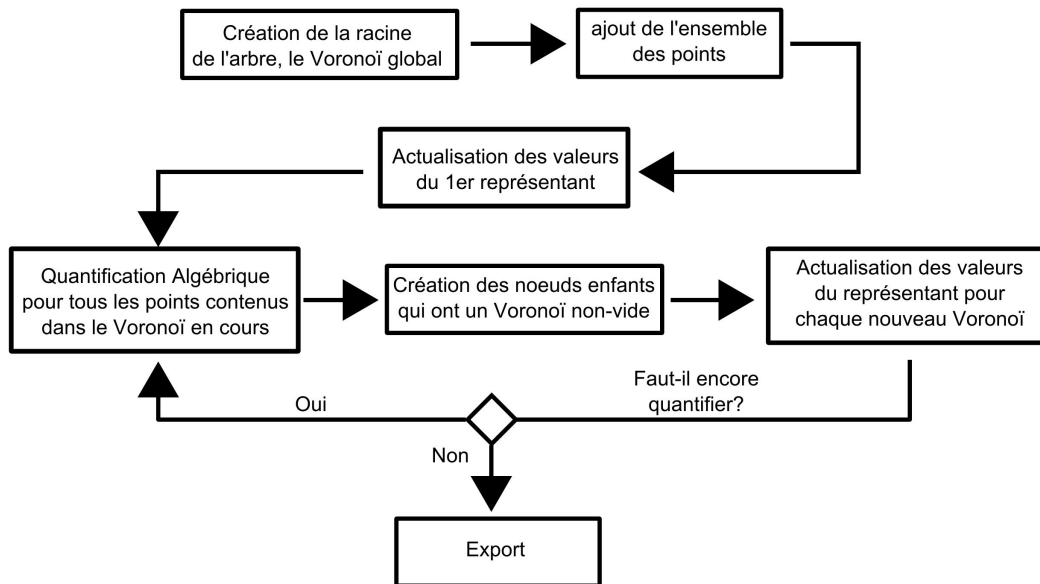 Création de la racine
de l'arbre, le Voronoï global
ajout de l'ensemble
des points
Actualisation des valeurs
du 1er représentant
Quantification Algébrique
pour tous les points contenus
dans le Voronoï en cours
Création des noeuds enfants
qui ont un Voronoï non-vide
Actualisation des valeurs
du représentant pour
chaque nouveau Voronoï
Faut-il encore
quantifier?
Oui
Non
Export